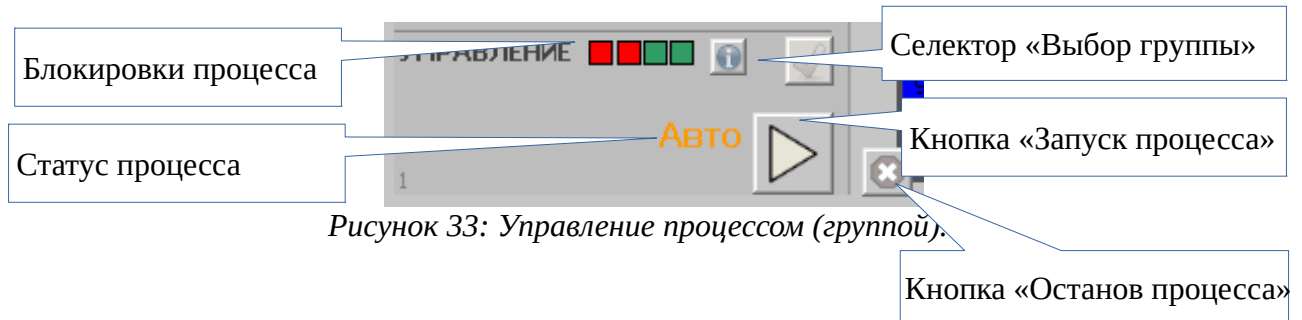 Блокировки процесса
УПРАВЛЕНИЕ
Селектор «Выбор группы»
Статус процесса
Авто
Кнопка «Запуск процесса»
1
Рисунок 33: Управление процессом (группой).
Кнопка «Останов процесса»